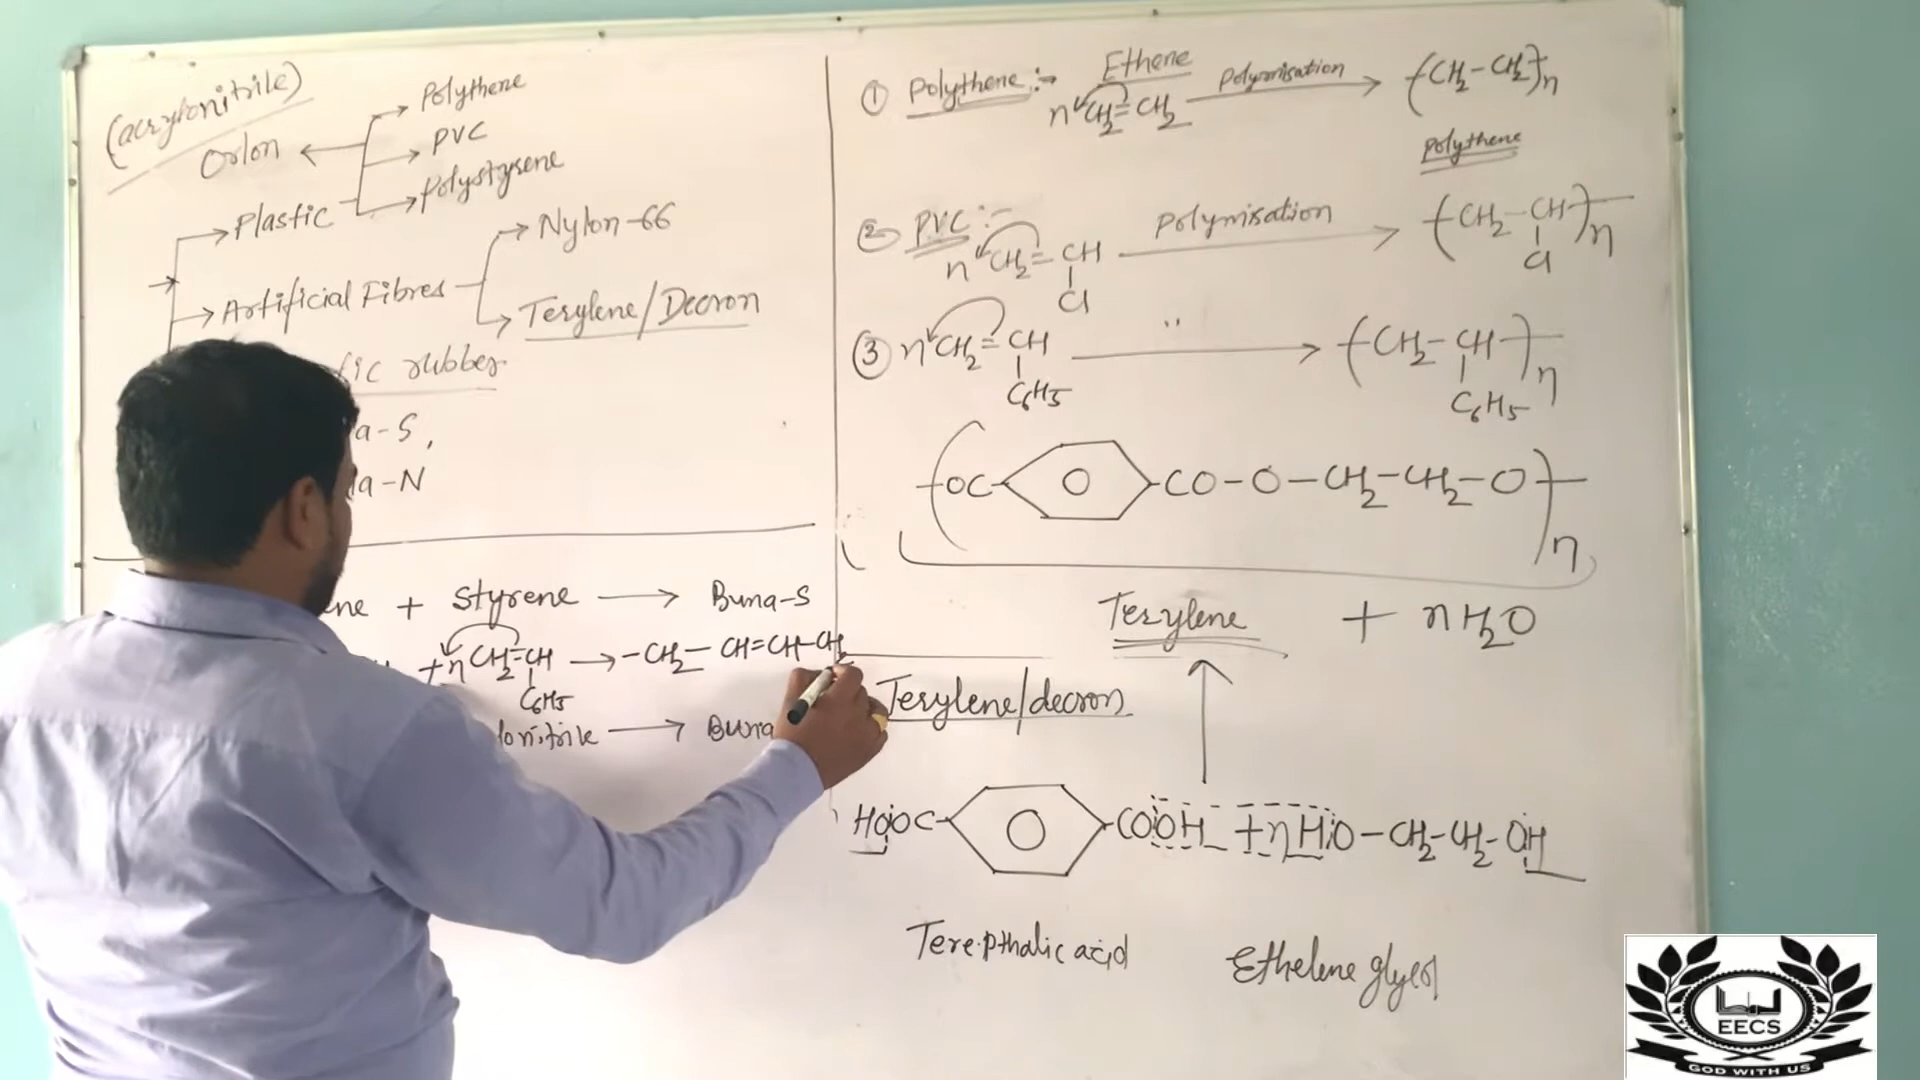 (acrylonitrile)
Orlon
Polythene
PVC
Polystyrene
Plastic
Nylon-66
Artificial Fibres
Terylene/Decron
rubber
a-S,
a-N
+ Styrene → Buna-S
+ n CH2=CH → -CH2-CH=CH-CH2
C6H5
→ Buna
① Polythene:-
Ethene
n CH2=CH2 Polymisation → (CH2-CH2)n
Polythene
② PVC:-
n CH2=CH Polymisation → (CH2-CH)n
Cl Cl
③ n CH2=CH " → (CH2-CH)n
C6H5 C6H5
(OC- -CO-O-CH2-CH2-O)n
Terylene + nH2O
Terylene/decron
HOOC- -COOH + n HO-CH2-CH2-OH
Terepthalic acid
Ethelene glycol
EECS
GOD WITH US